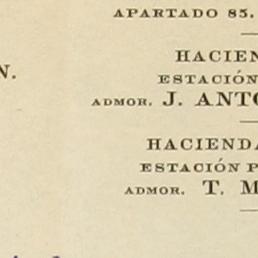 APARTADO 85.
HACIEN
N.
ESTACIÓN
ADMOR. J. ANTO
HACIENDA
ESTACIÓN P
ADMOR. T. M